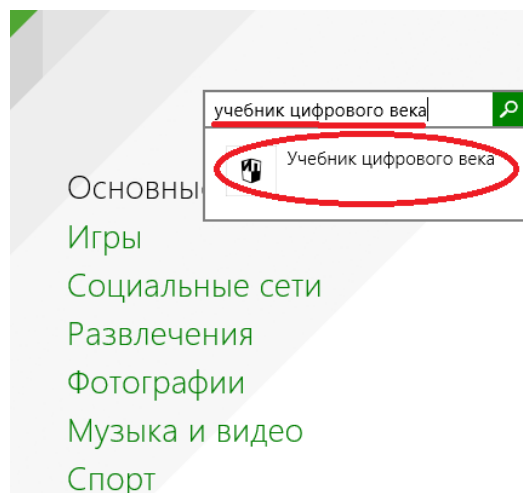 учебник цифрового века
Учебник цифрового века
Основны
Игры
Социальные сети
Развлечения
Фотографии
Музыка и видео
Спорт